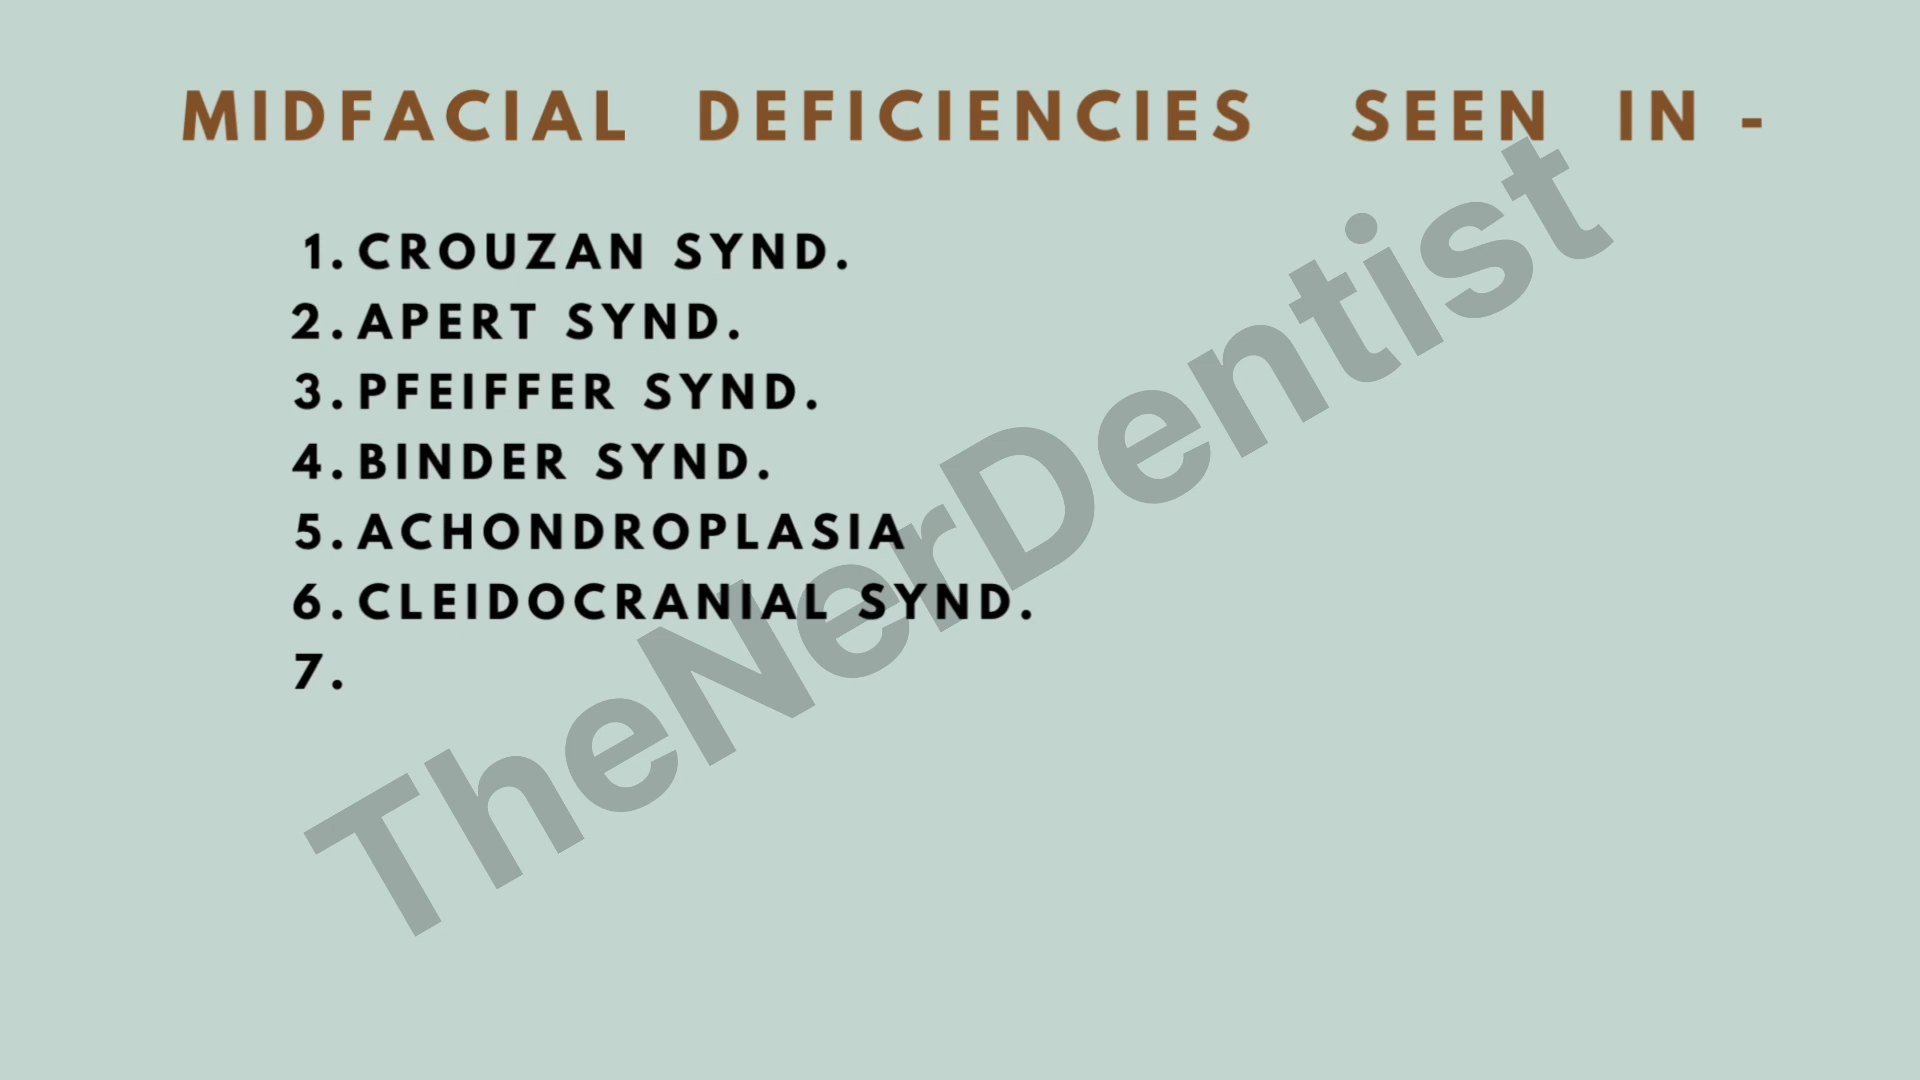 MIDFACIAL DEFICIENCIES SEEN IN -
1. CROUZAN SYND.
2. APERT SYND.
3. PFEIFFER SYND.
4. BINDER SYND.
5. ACHONDROPLASIA
6. CLEIDOCRANIAL SYND.
7.
TheNerDentist